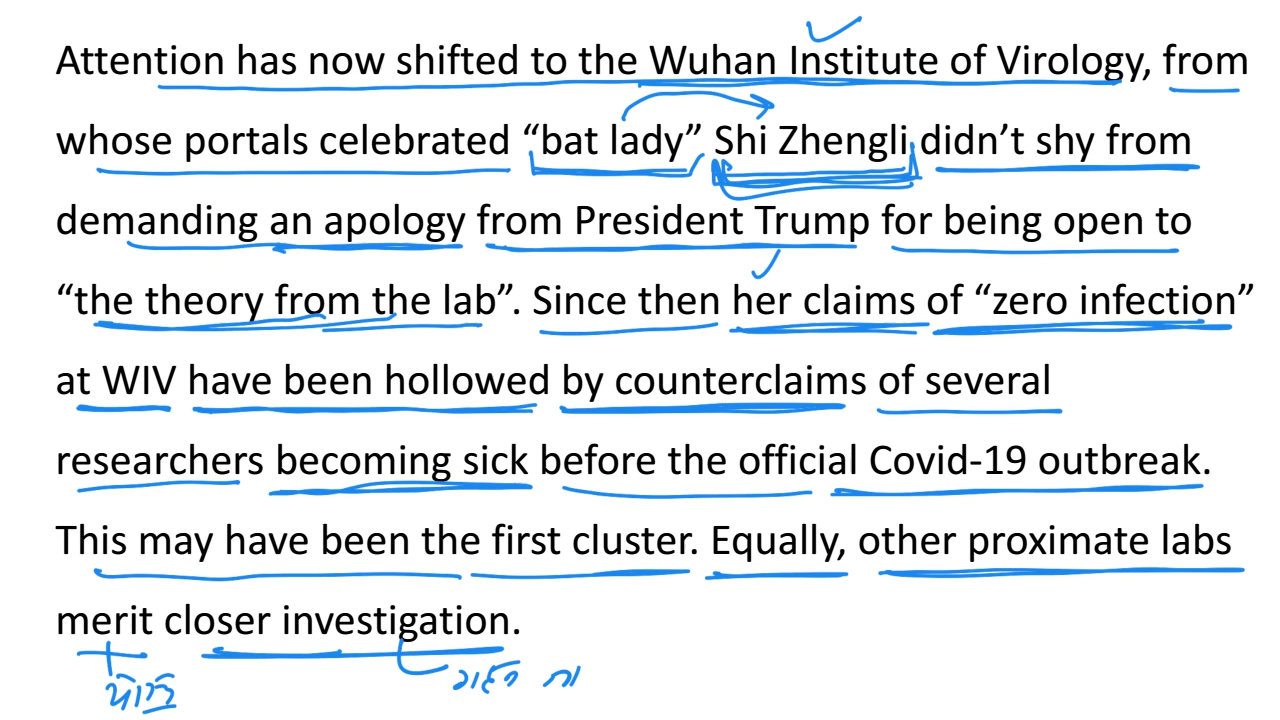 Attention has now shifted to the Wuhan Institute of Virology, from
whose portals celebrated “bat lady” Shi Zhengli didn’t shy from
demanding an apology from President Trump for being open to
“the theory from the lab”. Since then her claims of “zero infection”
at WIV have been hollowed by counterclaims of several
researchers becoming sick before the official Covid-19 outbreak.
This may have been the first cluster. Equally, other proximate labs
merit closer investigation.